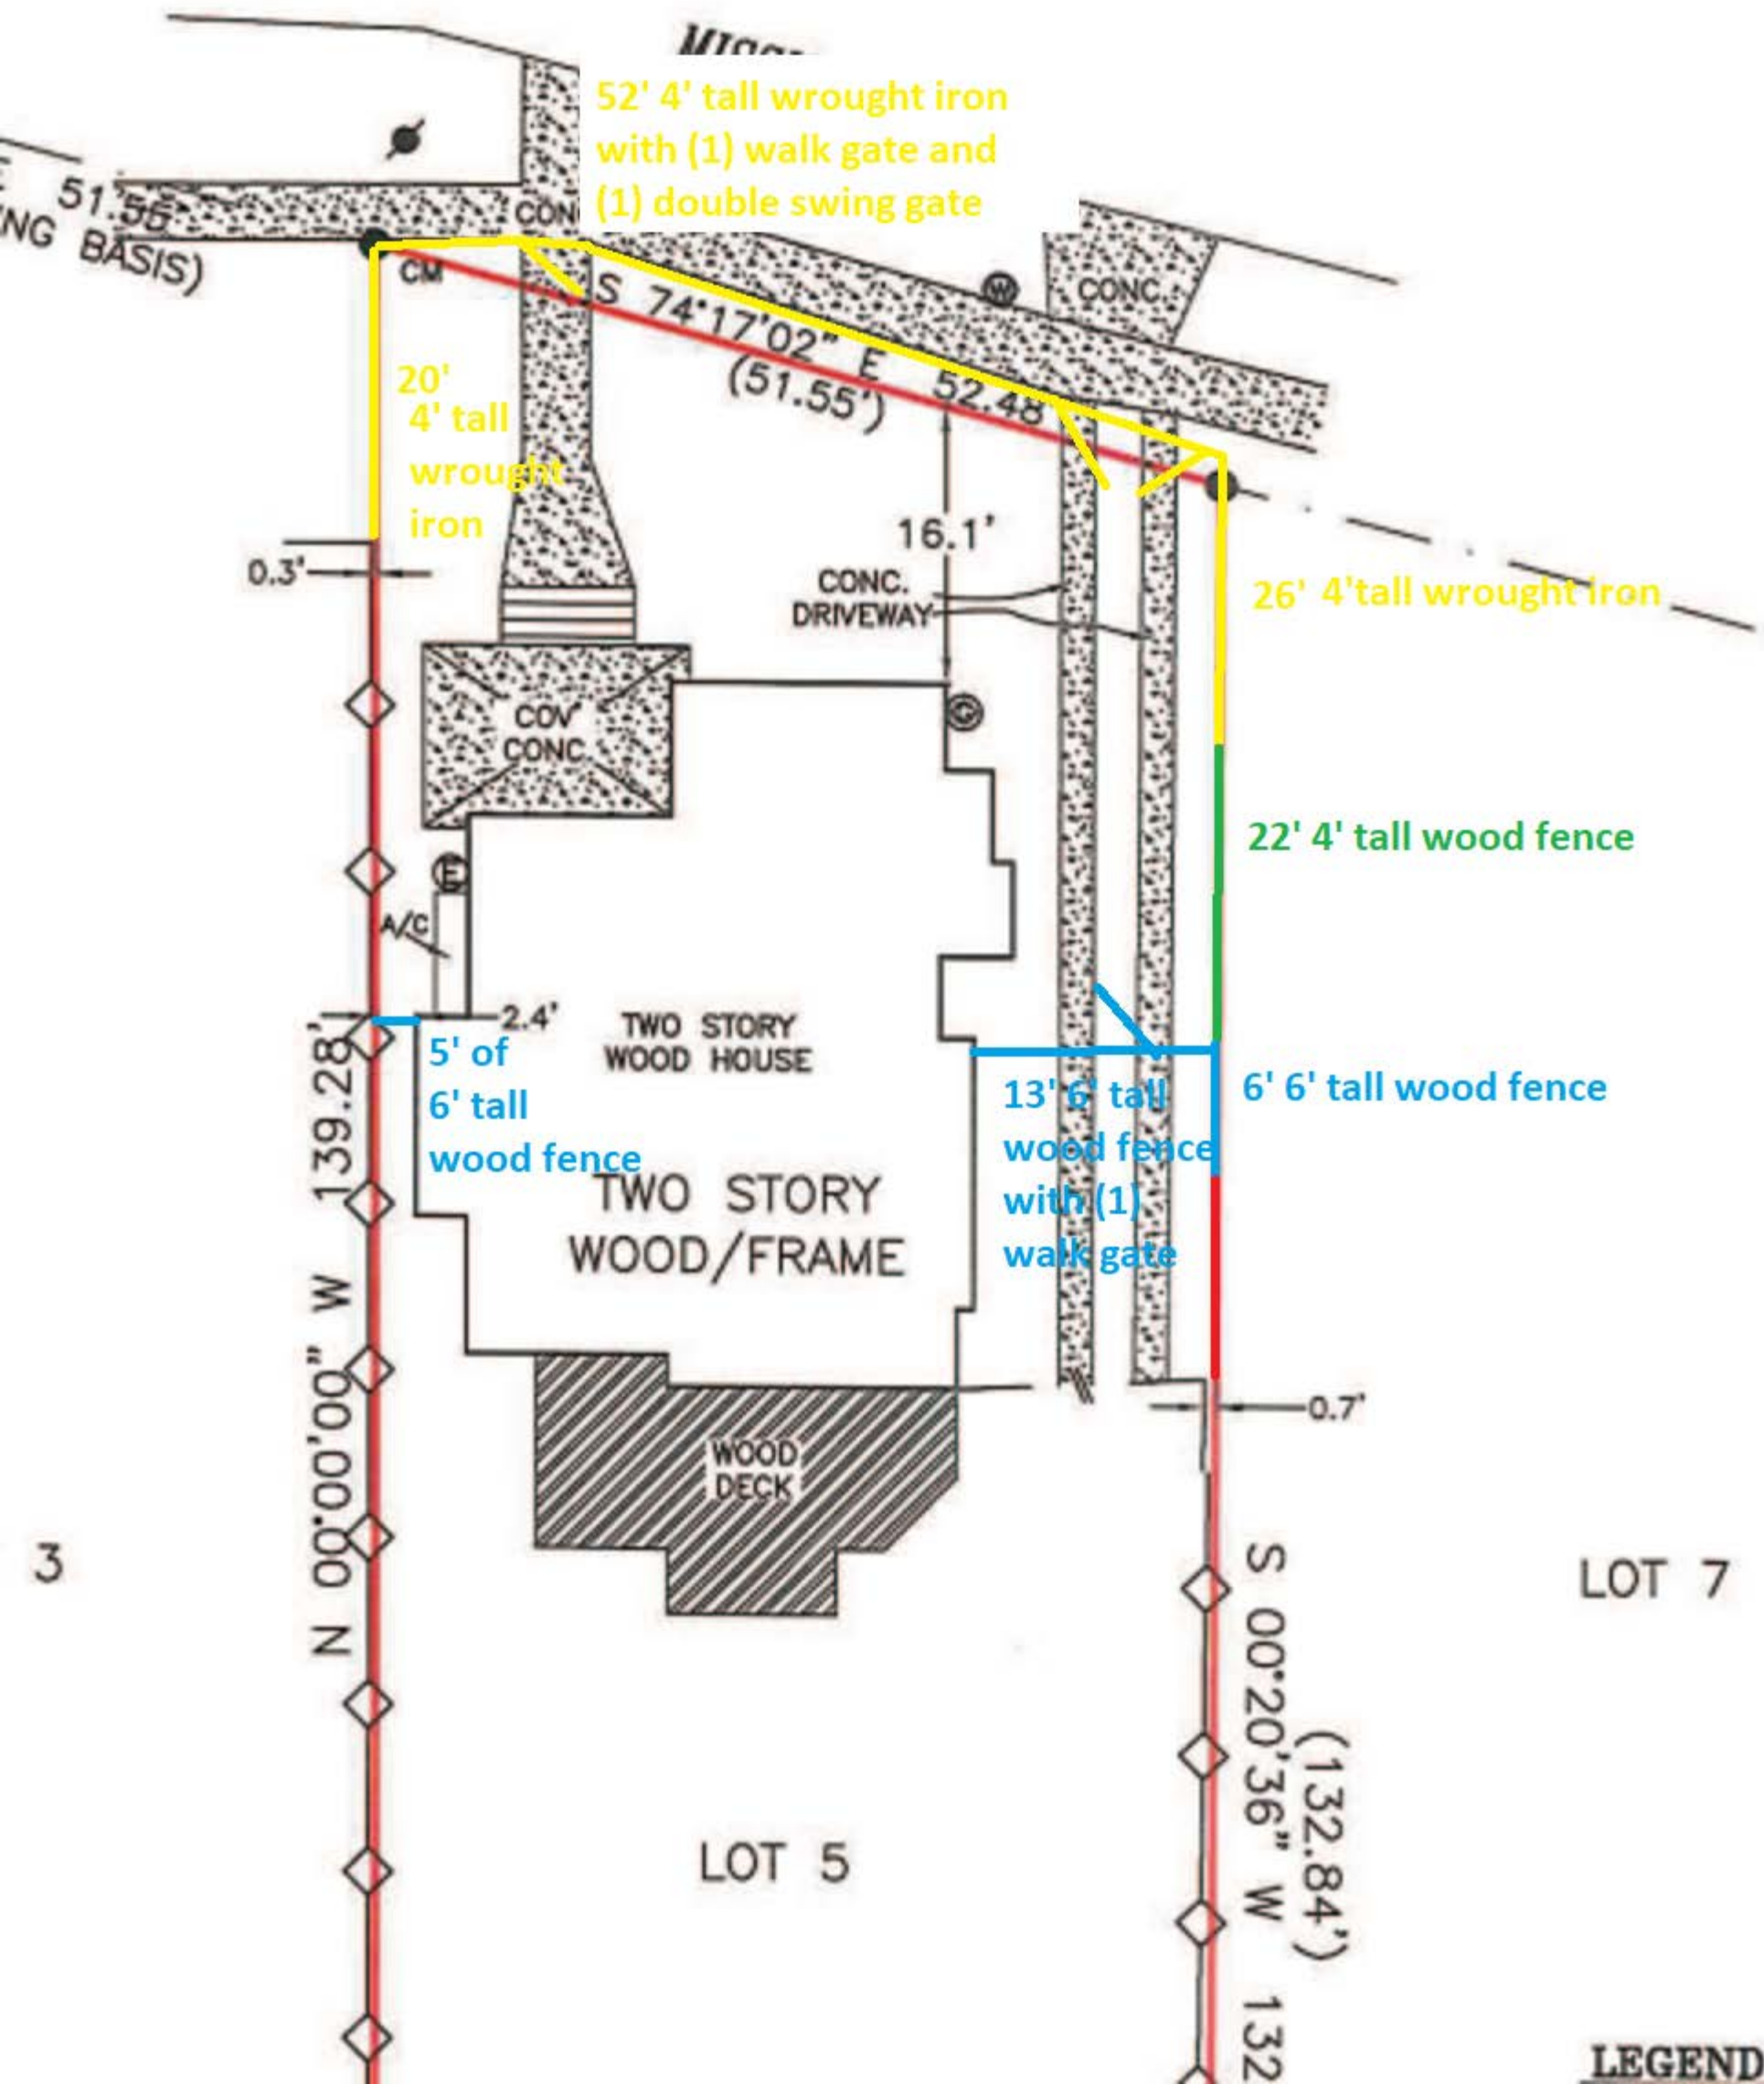 52' 4' tall wrought iron
with (1) walk gate and
(1) double swing gate
51.55
NG BASIS)
CM
CONC.
S 74°17'02" E 52.48
(51.55')
20'
4' tall
wrought
iron
W
0.3'
16.1'
CONC.
DRIVEWAY
26' 4'tall wrought iron
COV
CONC.
G
22' 4' tall wood fence
E
A/C
2.4'
TWO STORY
WOOD HOUSE
5' of
6' tall
wood fence
13' 6' tall
wood fence
with (1)
walk gate
6' 6' tall wood fence
TWO STORY
WOOD/FRAME
N 00°00'00" W 139.28'
0.7'
WOOD
DECK
3
LOT 7
S 00°20'36" W 132
(132.84')
LOT 5
LEGEND